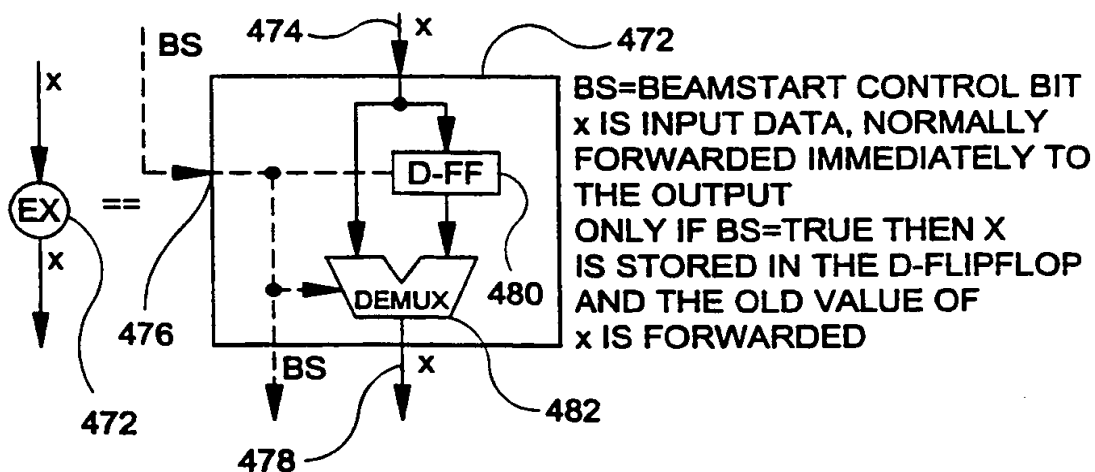 474
x
472
BS
x
BS=BEAMSTART CONTROL BIT
x IS INPUT DATA, NORMALLY
FORWARDED IMMEDIATELY TO
THE OUTPUT
ONLY IF BS=TRUE THEN X
IS STORED IN THE D-FLIPFLOP
AND THE OLD VALUE OF
x IS FORWARDED
D-FF
EX
==
x
480
DEMUX
476
BS
x
482
472
478